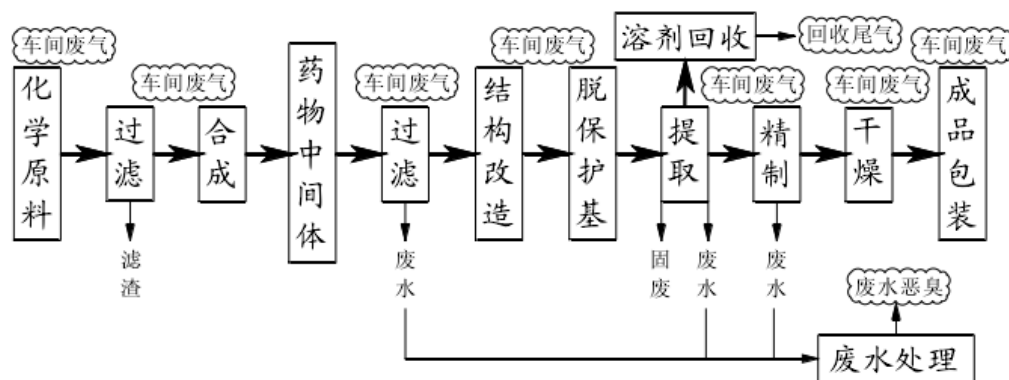 车间废气
化学原料
过滤
滤渣
车间废气
合成
药物中间体
车间废气
过滤
废水
结构改造
车间废气
脱保护基
溶剂回收
回收尾气
提取
固废
废水
车间废气
精制
废水
车间废气
干燥
车间废气
成品包装
废水恶臭
废水处理